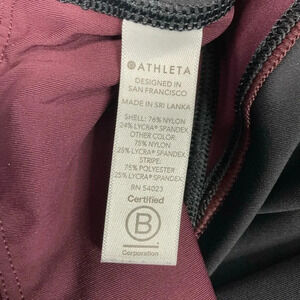 ATHLETA
DESIGNED IN
SAN FRANCISCO
MADE IN SRI LANKA
SHELL: 76% NYLON
24% LYCRA® SPANDEX
OTHER COLOR:
75% NYLON
25% LYCRA® SPANDEX
STRIPE:
75% POLYESTER
25% LYCRA® SPANDEX
RN 54023
Certified
B
Corporation